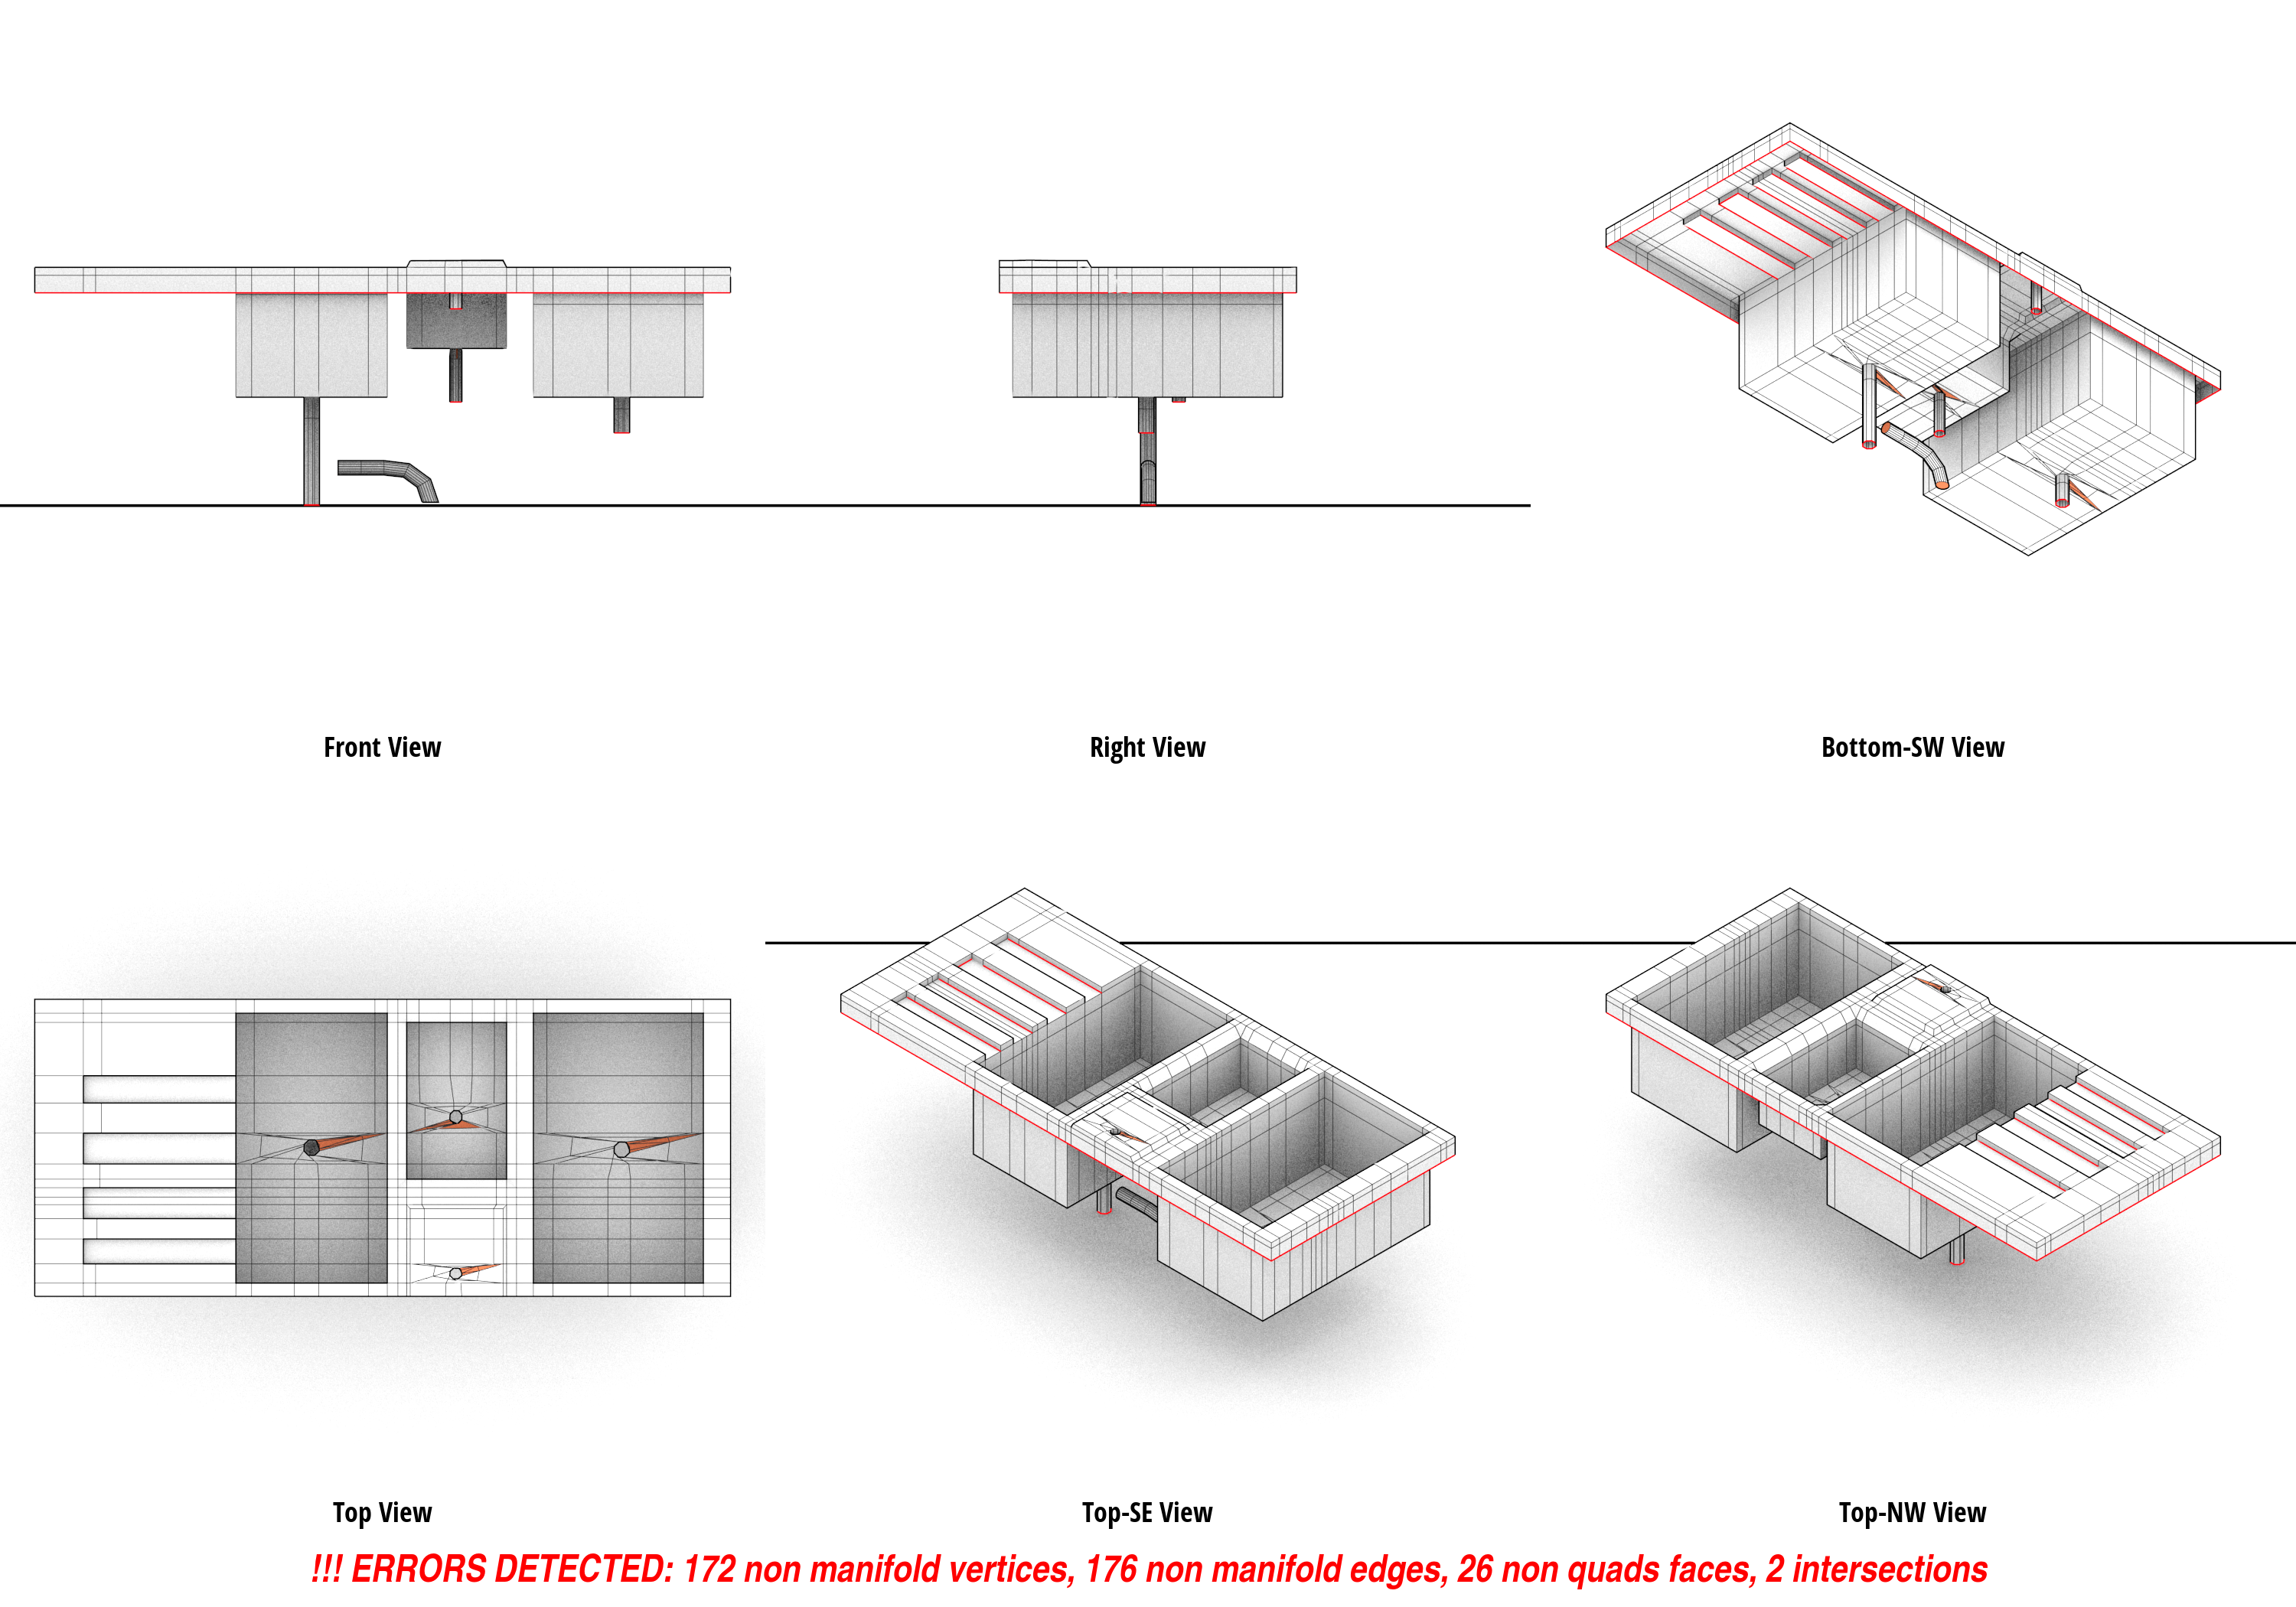 Front View
Right View
Bottom-SW View
Top View
Top-SE View
Top-NW View
!!! ERRORS DETECTED: 172 non manifold vertices, 176 non manifold edges, 26 non quads faces, 2 intersections